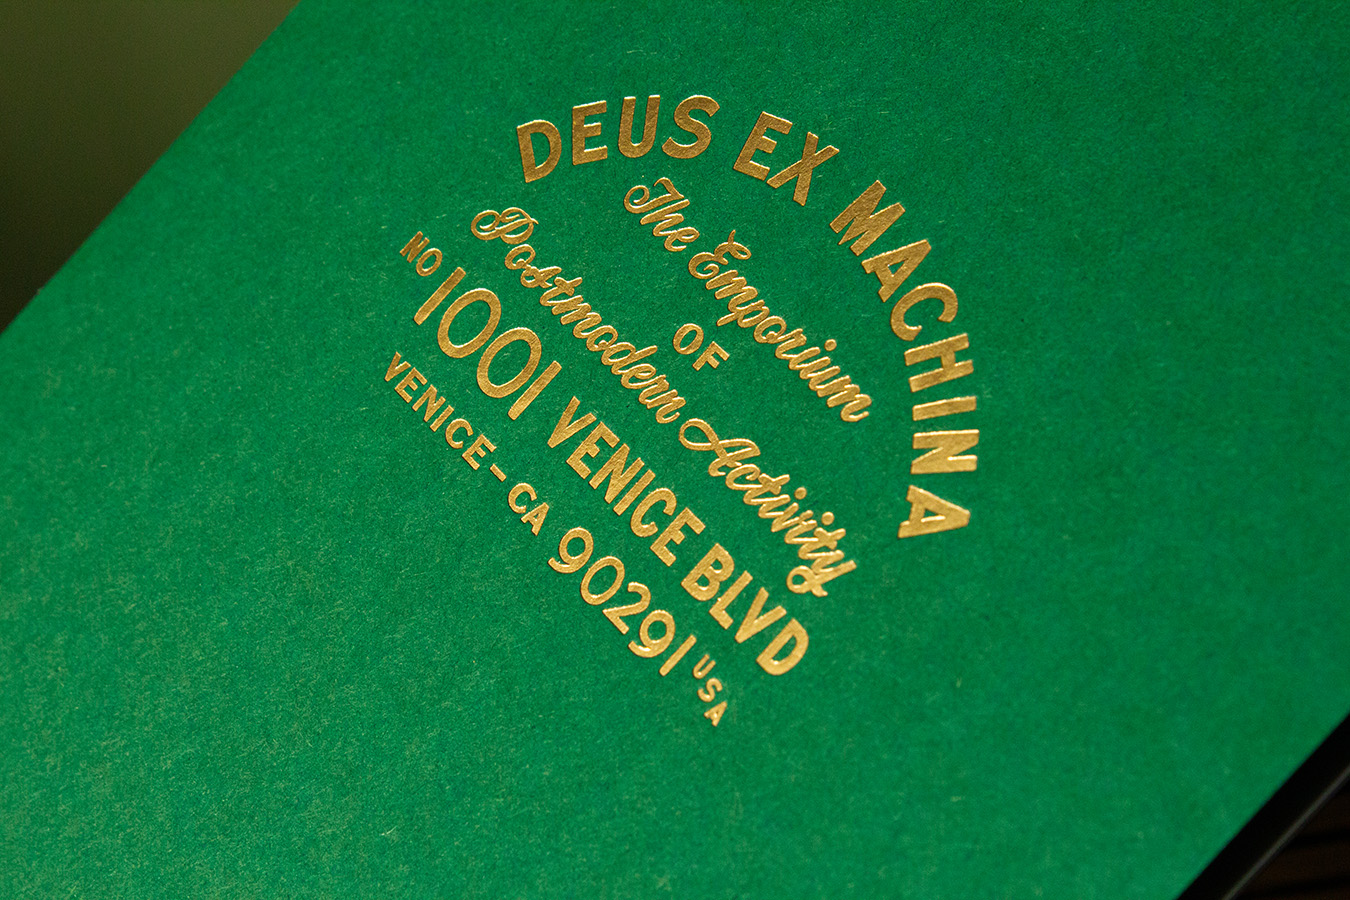 DEUS EX MACHINA
The Emporium
OF
Postmodern Activity
NO 1001 VENICE BLVD
VENICE - CA 90291 USA